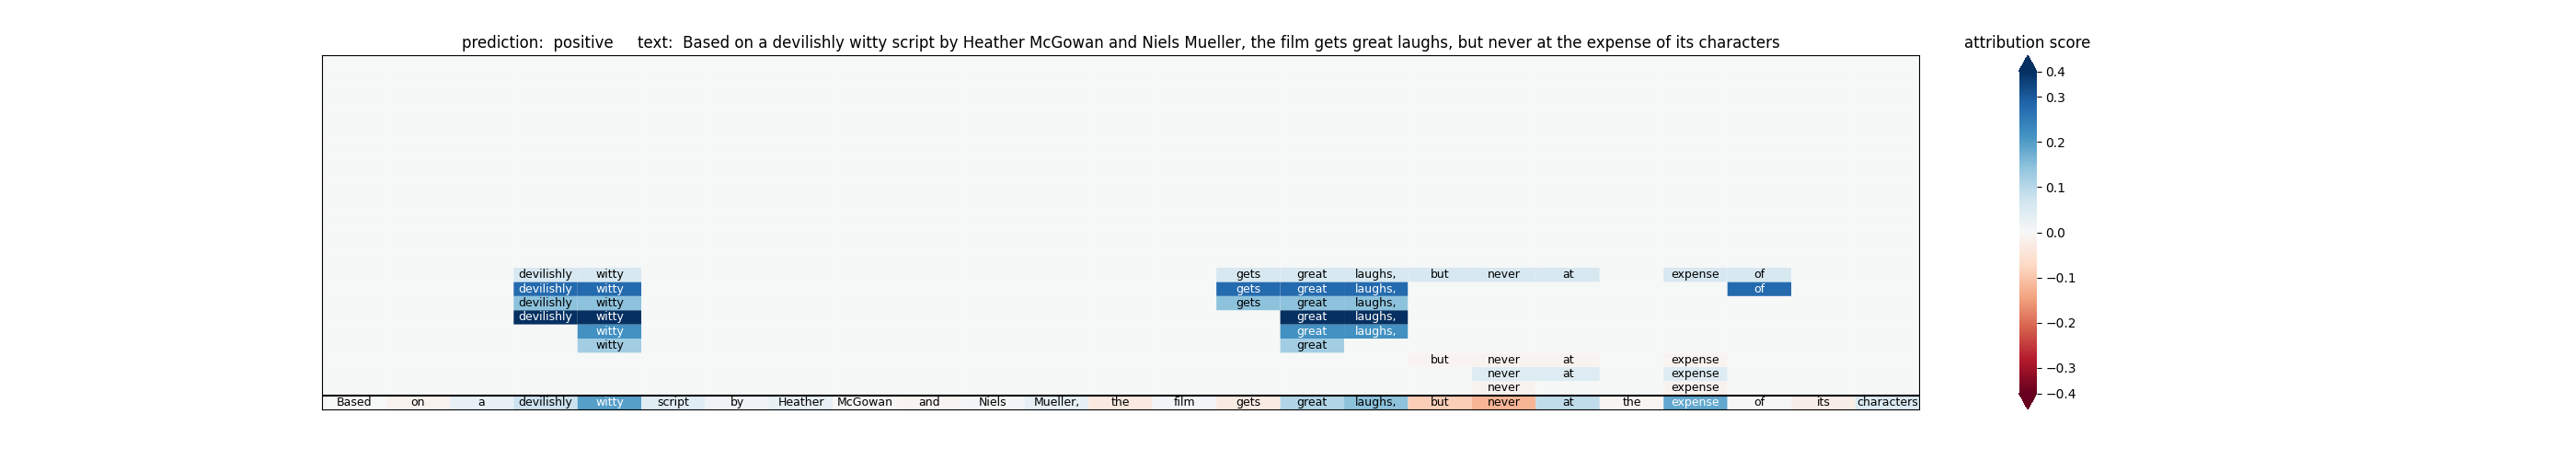 prediction:  positive     text:  Based on a devilishly witty script by Heather McGowan and Niels Mueller, the film gets great laughs, but never at the expense of its characters
attribution score
0.4
0.3
0.2
0.1
0.0
−0.1
−0.2
−0.3
−0.4
devilishly witty gets great laughs, but never at expense of
devilishly witty gets great laughs, of
devilishly witty gets great laughs,
devilishly witty great laughs,
witty great laughs,
witty great
but never at expense
never at expense
never expense
Based on a devilishly witty script by Heather McGowan and Niels Mueller, the film gets great laughs, but never at the expense of its characters